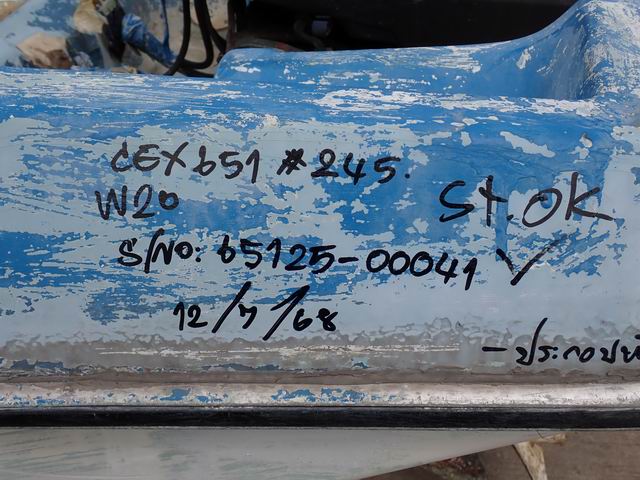 CEX651 #245.
W20
St. OK
S/NO: 65125-00041 ✓
12/7/68